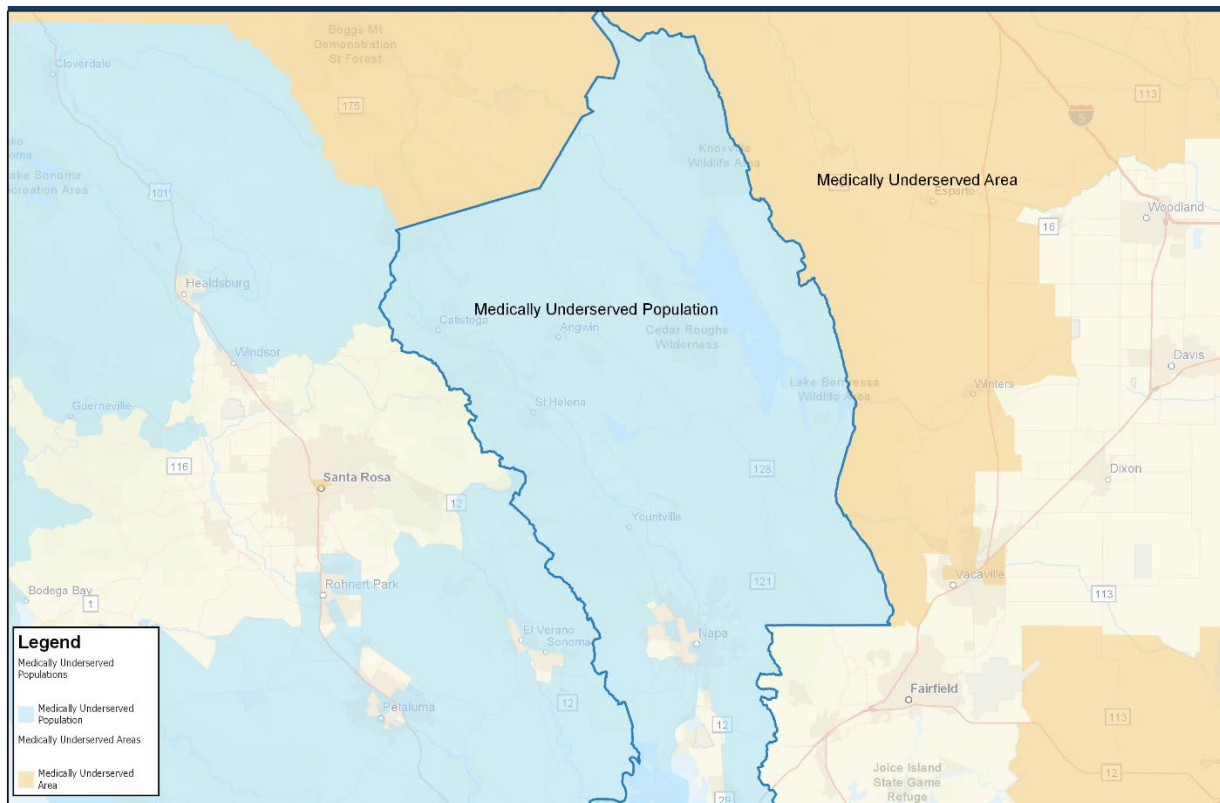 Boggs Mt
Demonstration
St Forest
Cloverdale
175
113
5
Knoxville
Wildlife Area
Medically Underserved Area
Esparto
Sonoma
Recreation Area
101
Woodland
16
Healdsburg
Medically Underserved Population
Calistoga
Angwin
Cedar Roughs
Wilderness
Windsor
Davis
Lake Berryessa
Wildlife Area
Winters
Guerneville
St Helena
116
Santa Rosa
12
128
Dixon
Yountville
Bodega Bay
1
Rohnert Park
121
Vacaville
113
El Verano
Sonoma
Napa
Legend
Medically Underserved
Populations
Medically Underserved
Population
Medically Underserved Areas
Medically Underserved
Area
Petaluma
12
12
Fairfield
113
Joice Island
State Game
Refuge
12
29